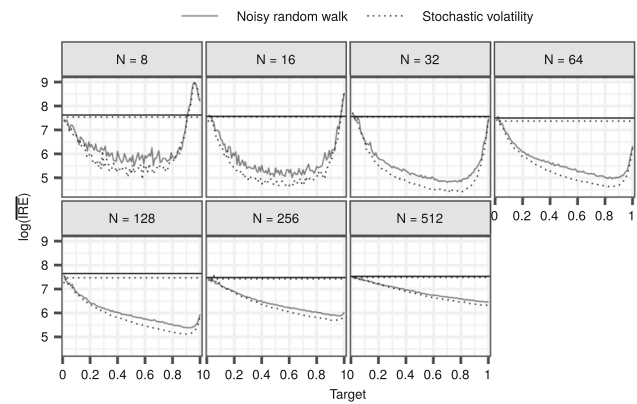 Noisy random walk Stochastic volatility
N = 8 N = 16 N = 32 N = 64
9
8
7
6
5
0 0.2 0.4 0.6 0.8 1
log(IRE)
N = 128 N = 256 N = 512
9
8
7
6
5
0 0.2 0.4 0.6 0.8 10 0.2 0.4 0.6 0.8 10 0.2 0.4 0.6 0.8 1
Target